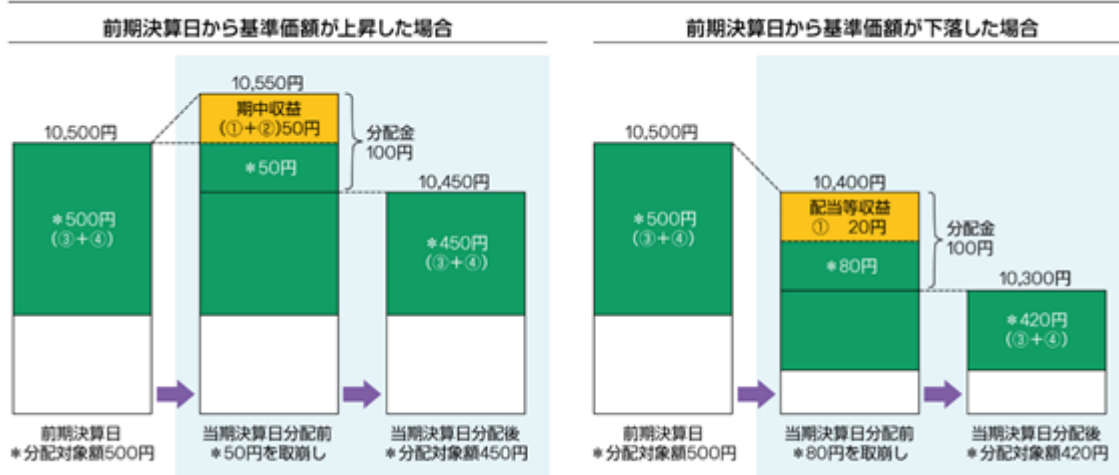 前期決算日から基準価額が上昇した場合
10,550円
10,500円
期中収益
(①+②)50円
分配金
100円
*50円
10,450円
*500円
(③+④)
*450円
(③+④)
前期決算日
*分配対象額500円
当期決算日分配前
*50円を取崩し
当期決算日分配後
*分配対象額450円
前期決算日から基準価額が下落した場合
10,500円
10,400円
配当等収益
① 20円
分配金
100円
*500円
(③+④)
*80円
10,300円
*420円
(③+④)
前期決算日
*分配対象額500円
当期決算日分配前
*80円を取崩し
当期決算日分配後
*分配対象額420円